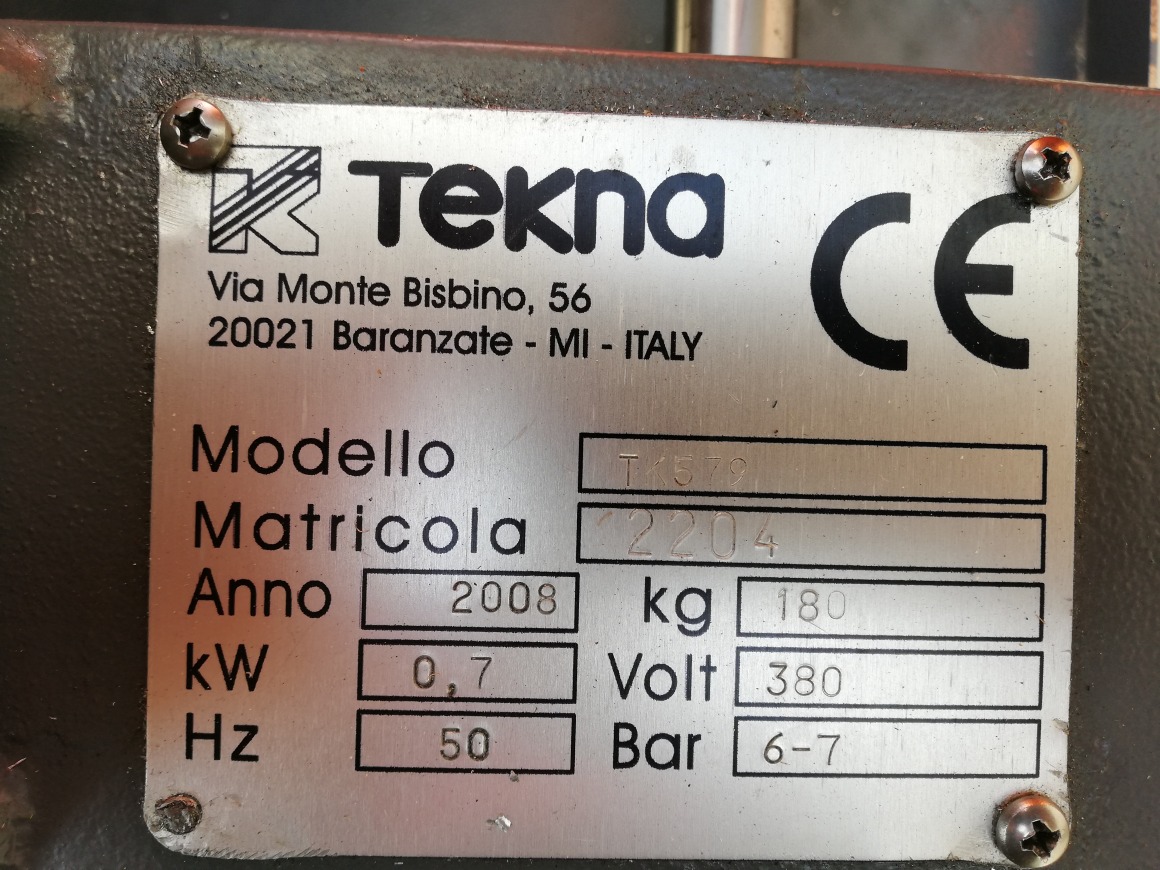 Tekna
CE
Via Monte Bisbino, 56
20021 Baranzate - MI - ITALY
Modello TK579
Matricola 2204
Anno 2008 kg 180
kW 0,7 Volt 380
Hz 50 Bar 6-7